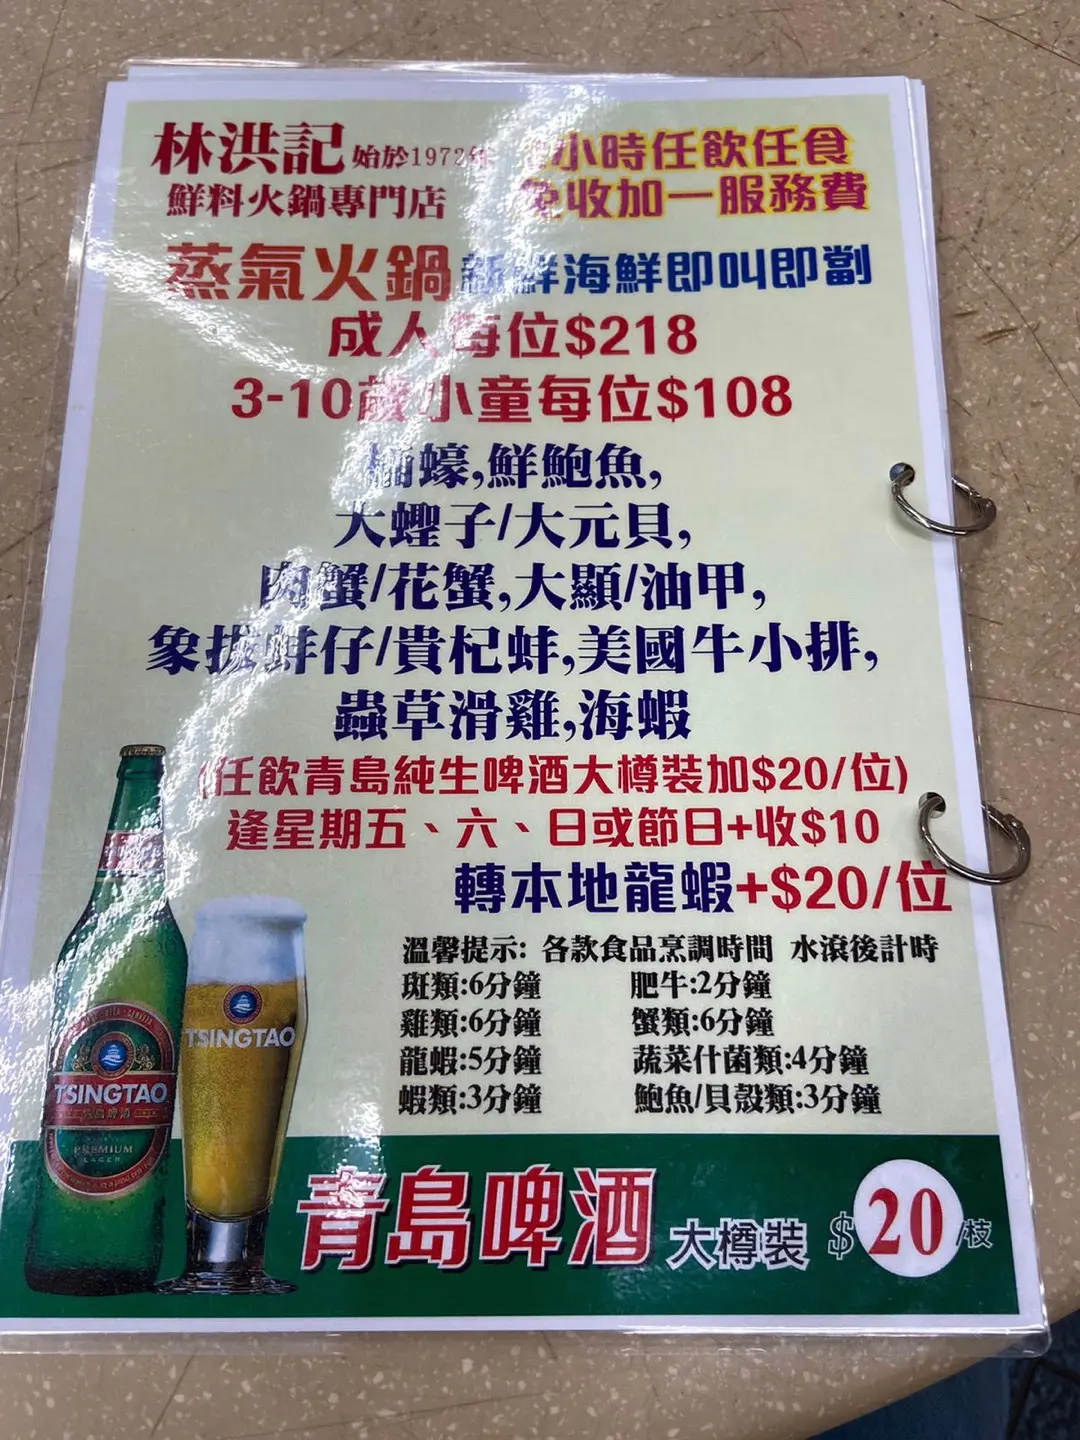 林洪記 始於1972年
鮮料火鍋專門店
小時任飲任食
免收加一服務費
蒸氣火鍋 新鮮海鮮即叫即劏
成人每位$218
3-10歲小童每位$108
桶蠔,鮮鮑魚,
大蟶子/大元貝,
肉蟹/花蟹,大顯/油甲,
象拔蚌仔/貴杞蚌,美國牛小排,
蟲草滑雞,海蝦
(任飲青島純生啤酒大樽裝加$20/位)
逢星期五、六、日或節日+收$10
轉本地龍蝦+$20/位
溫馨提示: 各款食品烹調時間 水滾後計時
斑類:6分鐘 肥牛:2分鐘
雞類:6分鐘 蟹類:6分鐘
龍蝦:5分鐘 蔬菜什菌類:4分鐘
蝦類:3分鐘 鮑魚/貝殼類:3分鐘
TSINGTAO
TSINGTAO
青島啤酒
PREMIUM
LAGER
青島啤酒 大樽裝 $20/枝